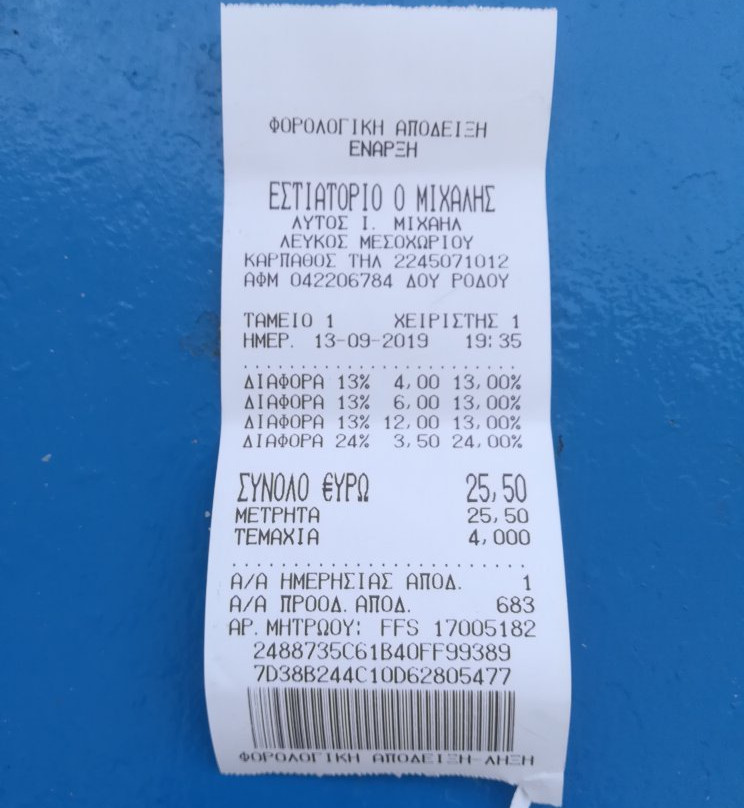 ΦΟΡΟΛΟΓΙΚΗ ΑΠΟΔΕΙΞΗ
ΕΝΑΡΞΗ
ΕΣΤΙΑΤΟΡΙΟ Ο ΜΙΧΑΛΗΣ
ΛΥΤΟΣ Ι. ΜΙΧΑΗΛ
ΛΕΥΚΟΣ ΜΕΣΟΧΩΡΙΟΥ
ΚΑΡΠΑΘΟΣ ΤΗΛ 2245071012
ΑΦΜ 042206784 ΔΟΥ ΡΟΔΟΥ
ΤΑΜΕΙΟ 1 ΧΕΙΡΙΣΤΗΣ 1
ΗΜΕΡ. 13-09-2019 19:35
ΔΙΑΦΟΡΑ 13% 4,00 13,00%
ΔΙΑΦΟΡΑ 13% 6,00 13,00%
ΔΙΑΦΟΡΑ 13% 12,00 13,00%
ΔΙΑΦΟΡΑ 24% 3,50 24,00%
ΣΥΝΟΛΟ €ΥΡΩ 25,50
ΜΕΤΡΗΤΑ 25,50
ΤΕΜΑΧΙΑ 4,000
Α/Α ΗΜΕΡΗΣΙΑΣ ΑΠΟΔ. 1
Α/Α ΠΡΟΟΔ. ΑΠΟΔ. 683
ΑΡ. ΜΗΤΡΩΟΥ: FFS 17005182
2488735C61B40FF99389
7D38B244C10D62805477
ΦΟΡΟΛΟΓΙΚΗ ΑΠΟΔΕΙΞΗ-ΛΗΞΗ